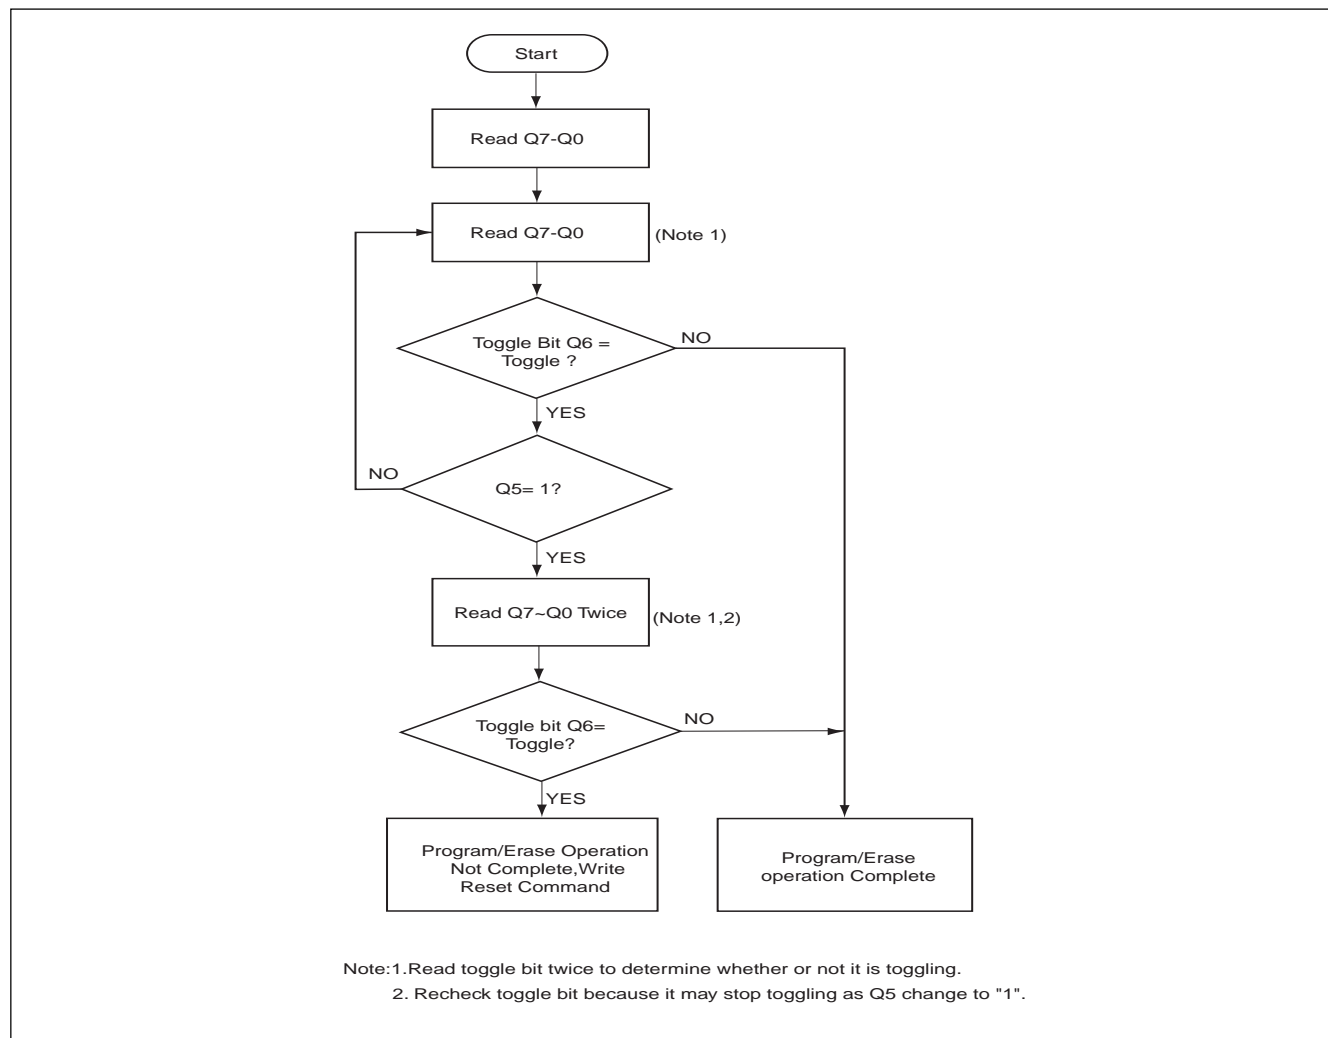 Start
Read Q7-Q0
Read Q7-Q0
(Note 1)
Toggle Bit Q6 =
Toggle ?
NO
YES
NO
Q5= 1?
YES
Read Q7~Q0 Twice
(Note 1,2)
Toggle bit Q6=
Toggle?
NO
YES
Program/Erase Operation
Not Complete,Write
Reset Command
Program/Erase
operation Complete
Note:1.Read toggle bit twice to determine whether or not it is toggling.
2. Recheck toggle bit because it may stop toggling as Q5 change to "1".